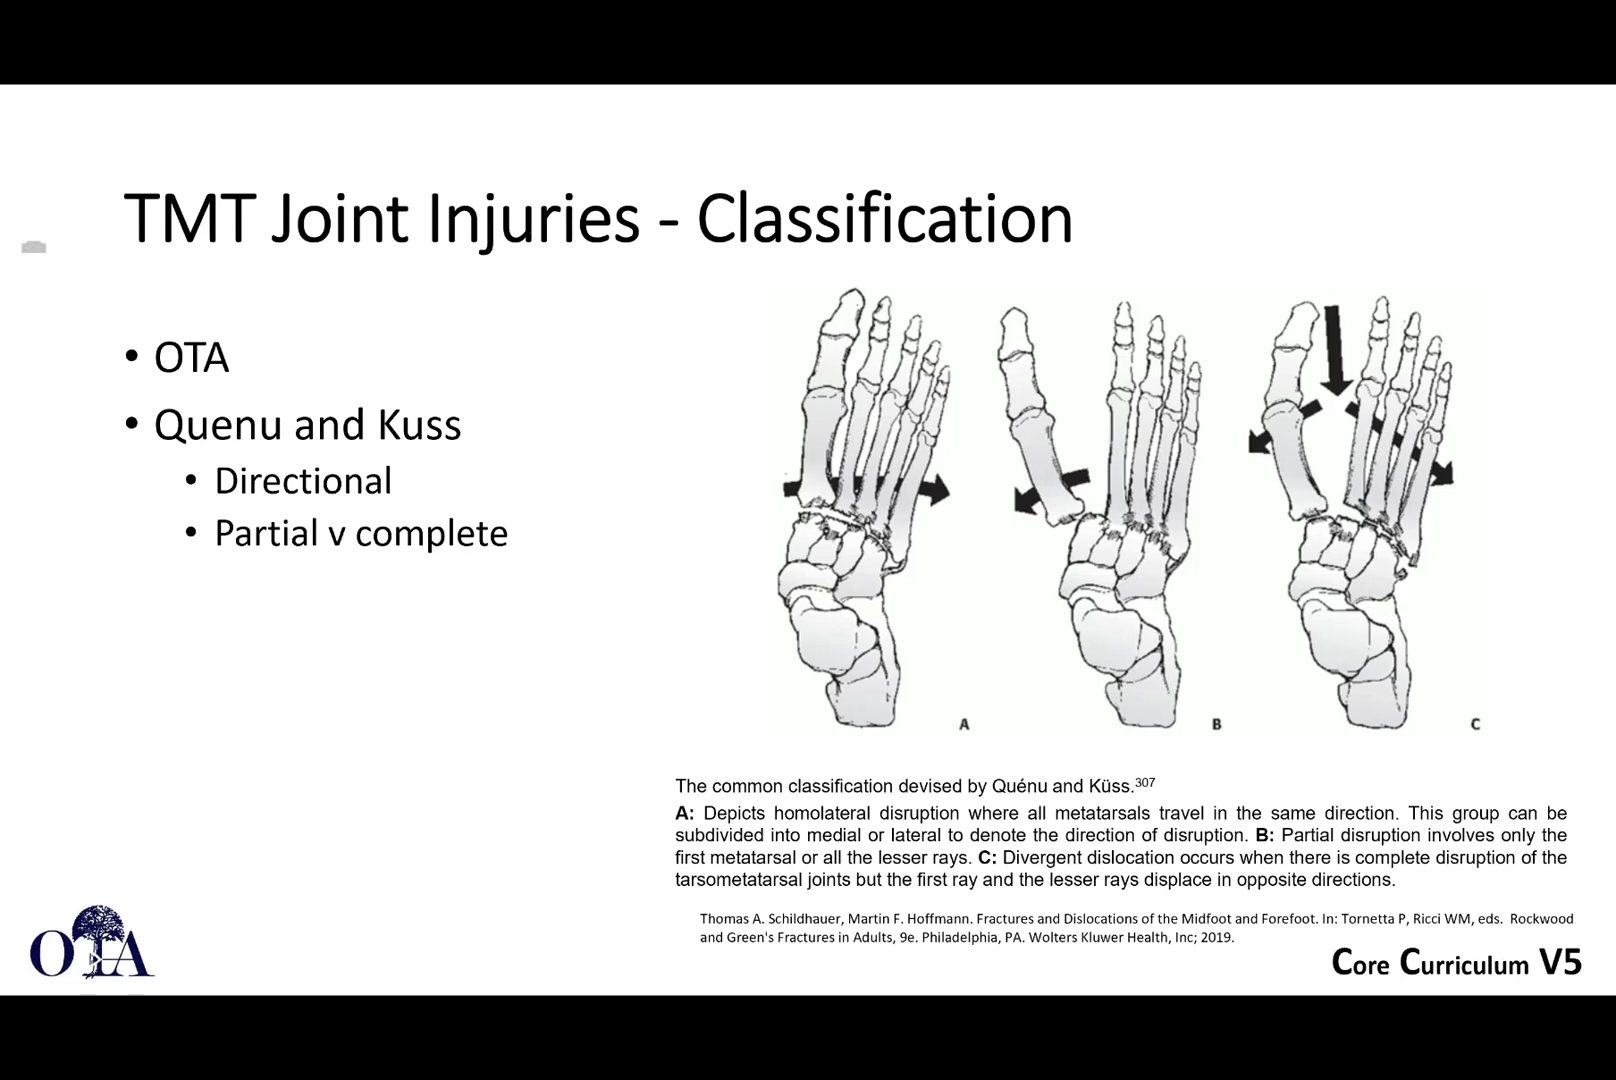 TMT Joint Injuries - Classification
• OTA
• Quenu and Kuss
• Directional
• Partial v complete
A
B
C
The common classification devised by Quénu and Küss.307
A: Depicts homolateral disruption where all metatarsals travel in the same direction. This group can be
subdivided into medial or lateral to denote the direction of disruption. B: Partial disruption involves only the
first metatarsal or all the lesser rays. C: Divergent dislocation occurs when there is complete disruption of the
tarsometatarsal joints but the first ray and the lesser rays displace in opposite directions.
Thomas A. Schildhauer, Martin F. Hoffmann. Fractures and Dislocations of the Midfoot and Forefoot. In: Tornetta P, Ricci WM, eds. Rockwood
and Green's Fractures in Adults, 9e. Philadelphia, PA. Wolters Kluwer Health, Inc; 2019.
OTA
Core Curriculum V5